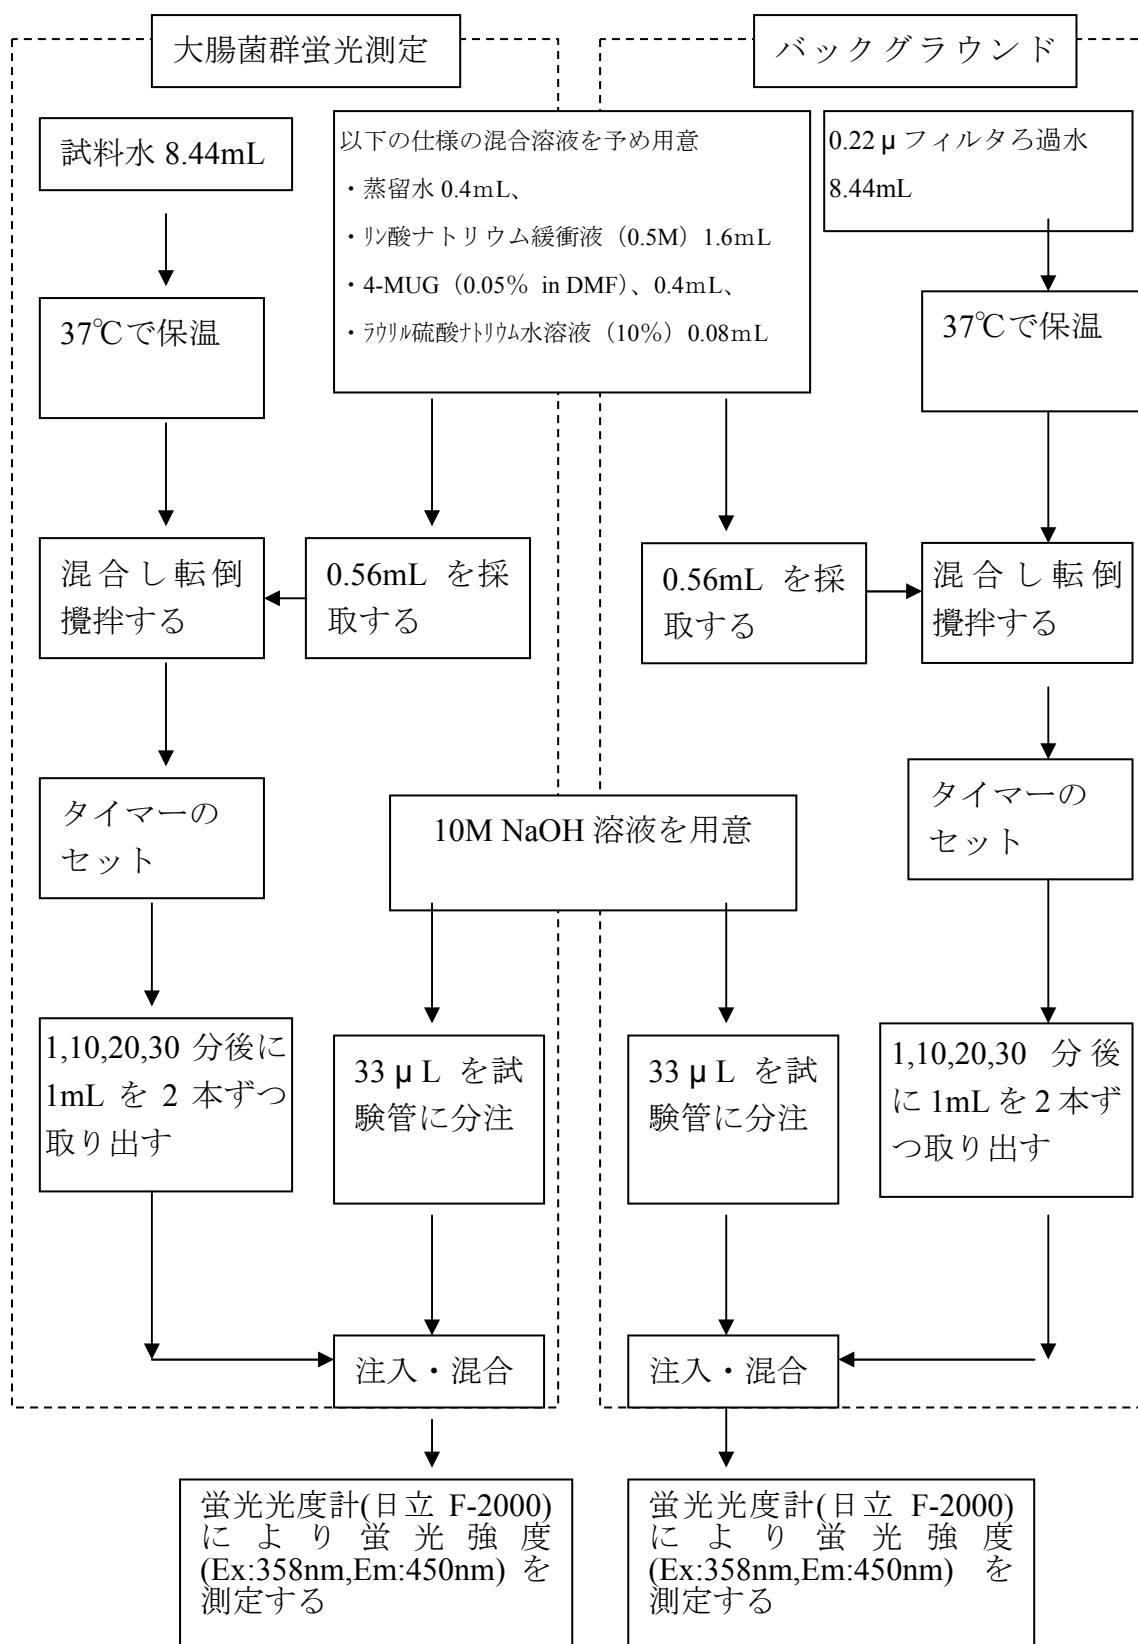 大腸菌群蛍光測定
バックグラウンド
試料水 8.44mL
以下の仕様の混合溶液を予め用意
・蒸留水 0.4mL、
・ﾘﾝ酸ナトリウム緩衝液（0.5M）1.6mL
・4-MUG（0.05% in DMF）、0.4mL、
・ﾗｳﾘﾙ硫酸ﾅﾄﾘｳﾑ水溶液（10%）0.08mL
0.22μフィルタろ過水
8.44mL
37℃で保温
37℃で保温
混合し転倒
攪拌する
0.56mL を採
取する
0.56mL を採
取する
混合し転倒
攪拌する
タイマーの
セット
10M NaOH 溶液を用意
タイマーの
セット
1,10,20,30 分後に
1mL を 2 本ずつ
取り出す
33μL を試
験管に分注
33μL を試
験管に分注
1,10,20,30 分後
に 1mL を 2 本ず
つ取り出す
注入・混合
注入・混合
蛍光光度計(日立 F-2000)
により蛍光強度
(Ex:358nm,Em:450nm) を
測定する
蛍光光度計(日立 F-2000)
により蛍光強度
(Ex:358nm,Em:450nm) を
測定する